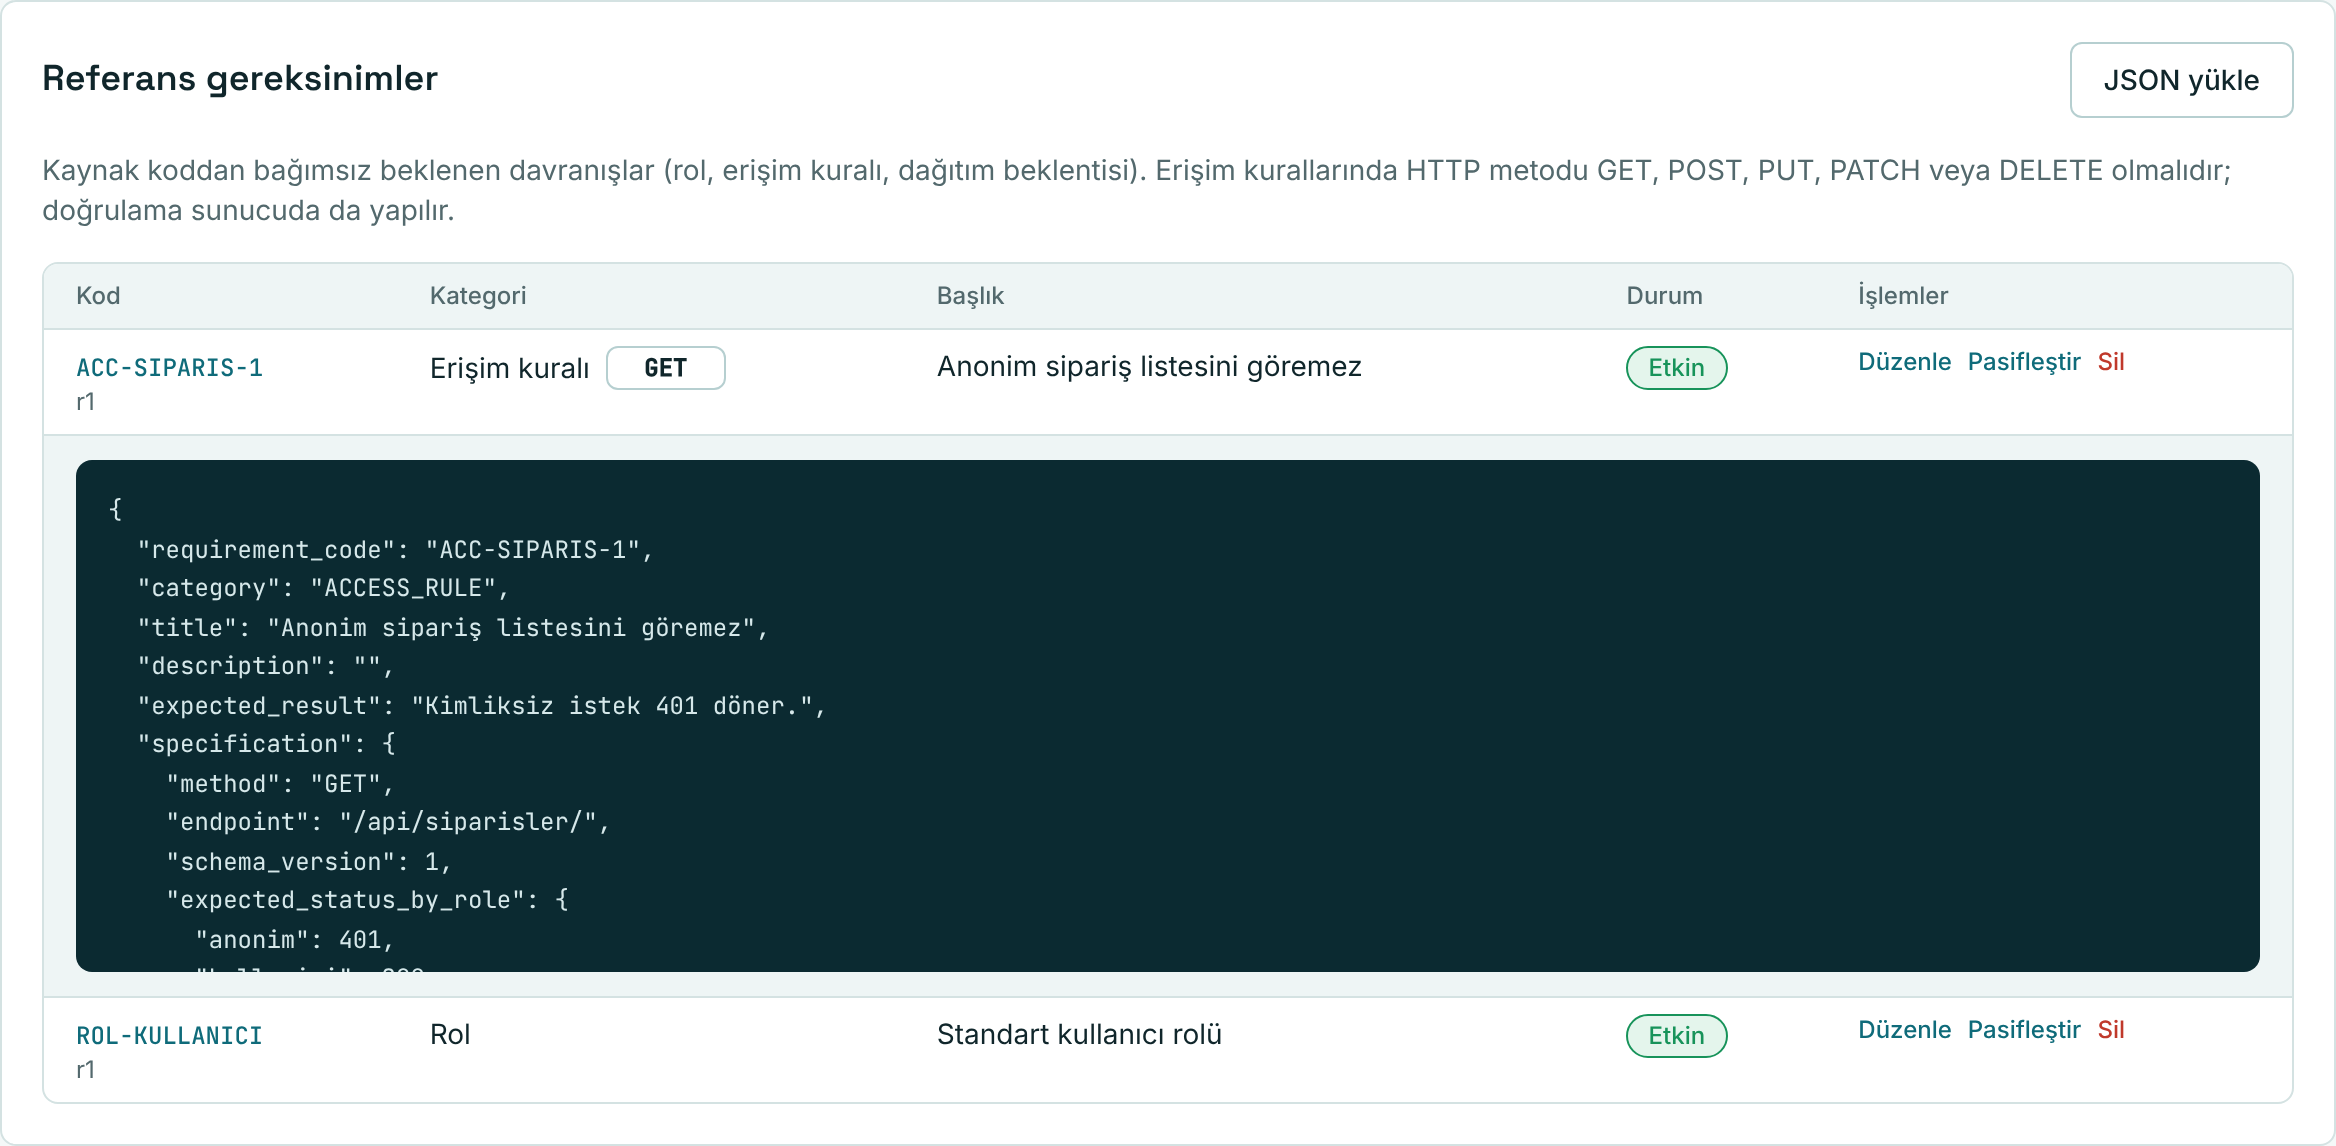 Referans gereksinimler
JSON yükle
Kaynak koddan bağımsız beklenen davranışlar (rol, erişim kuralı, dağıtım beklentisi). Erişim kurallarında HTTP metodu GET, POST, PUT, PATCH veya DELETE olmalıdır;
doğrulama sunucuda da yapılır.
Kod Kategori Başlık Durum İşlemler
ACC-SIPARIS-1 Erişim kuralı GET Anonim sipariş listesini göremez Etkin Düzenle Pasifleştir Sil
r1
{
  "requirement_code": "ACC-SIPARIS-1",
  "category": "ACCESS_RULE",
  "title": "Anonim sipariş listesini göremez",
  "description": "",
  "expected_result": "Kimliksiz istek 401 döner.",
  "specification": {
    "method": "GET",
    "endpoint": "/api/siparisler/",
    "schema_version": 1,
    "expected_status_by_role": {
      "anonim": 401,
ROL-KULLANICI Rol Standart kullanıcı rolü Etkin Düzenle Pasifleştir Sil
r1